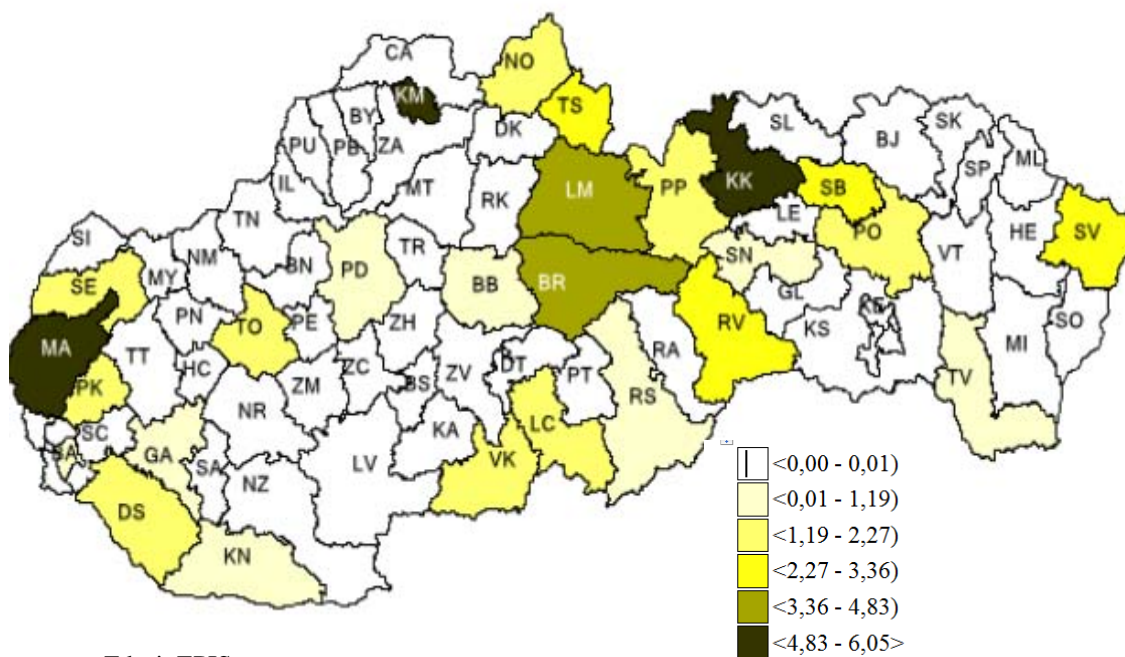 CA
NO
KM
TS
BY
PU
PB
ZA
DK
SL
BJ
SK
ML
SP
IL
MT
RK
LM
PP
KK
SB
LE
HE
SV
TN
SI
NM
MY
BN
PD
TR
BB
BR
SN
PO
VT
SE
PN
TO
PE
ZH
GL
KS
KE
SO
MA
TT
HC
ZM
ZC
BS
ZV
DT
PT
RA
RV
MI
PK
NR
KA
LC
RS
TV
SC
BA
GA
SA
NZ
LV
VK
DS
KN
<0,00 - 0,01)
<0,01 - 1,19)
<1,19 - 2,27)
<2,27 - 3,36)
<3,36 - 4,83)
<4,83 - 6,05>